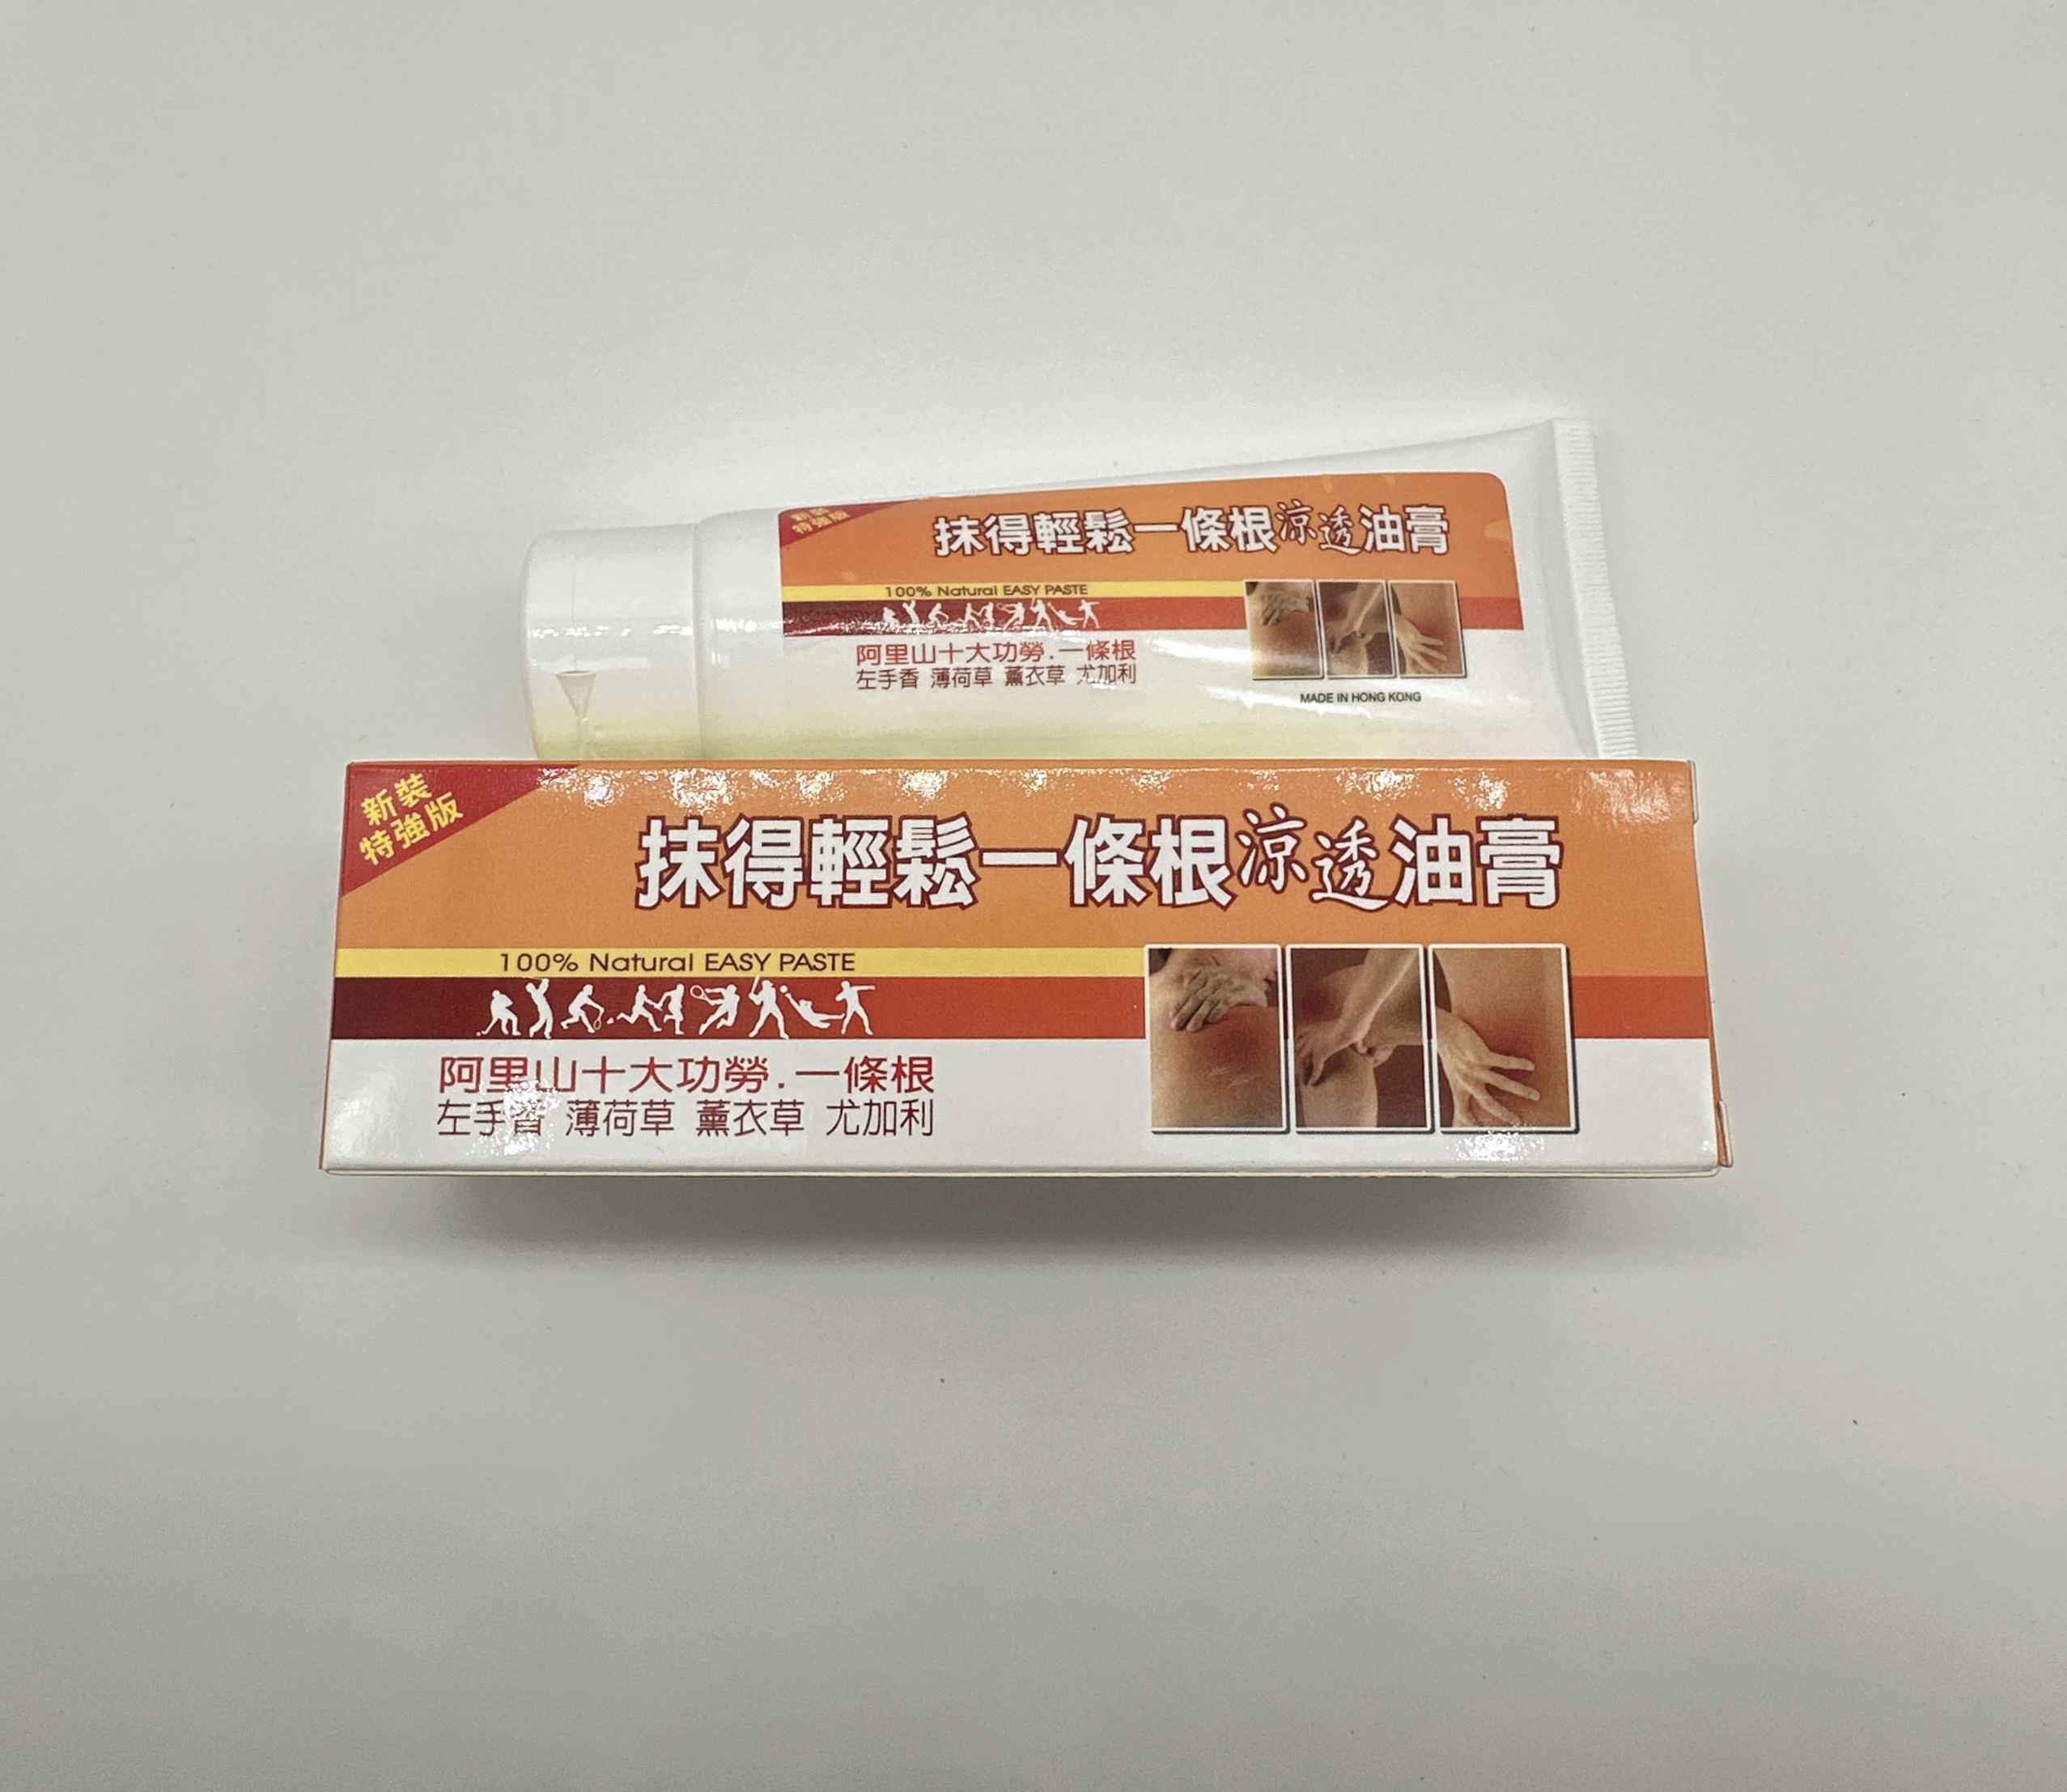 新裝
特強版
抹得輕鬆一條根涼透油膏
100% Natural EASY PASTE
阿里山十大功勞.一條根
左手香 薄荷草 薰衣草 尤加利
MADE IN HONG KONG
新裝
特強版
抹得輕鬆一條根涼透油膏
100% Natural EASY PASTE
阿里山十大功勞.一條根
左手香 薄荷草 薰衣草 尤加利